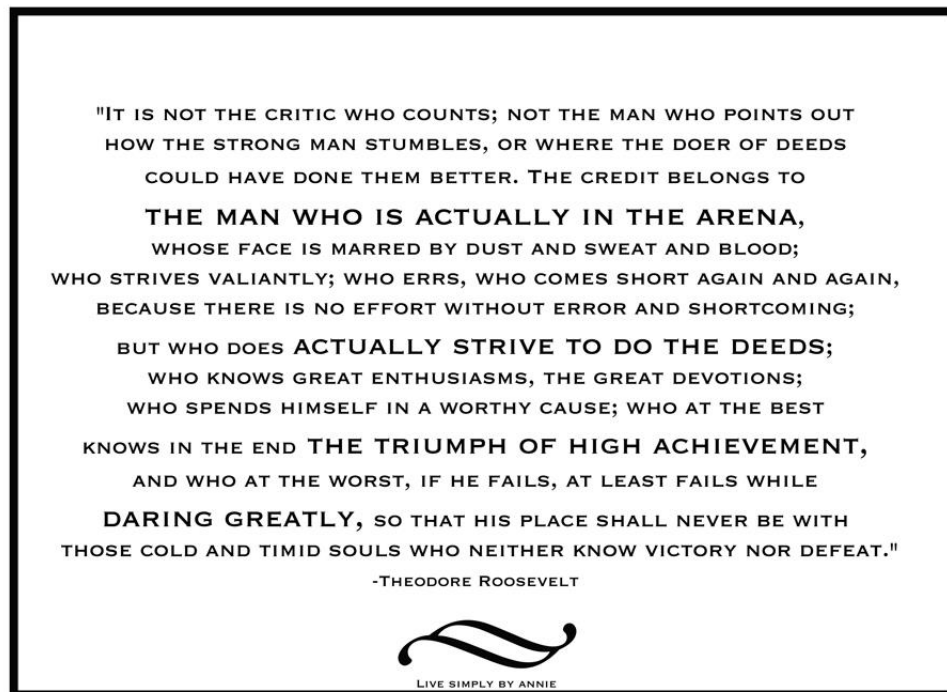 "It is not the critic who counts; not the man who points out
how the strong man stumbles, or where the doer of deeds
could have done them better. The credit belongs to
the man who is actually in the arena,
whose face is marred by dust and sweat and blood;
who strives valiantly; who errs, who comes short again and again,
because there is no effort without error and shortcoming;
but who does actually strive to do the deeds;
who knows great enthusiasms, the great devotions;
who spends himself in a worthy cause; who at the best
knows in the end the triumph of high achievement,
and who at the worst, if he fails, at least fails while
daring greatly, so that his place shall never be with
those cold and timid souls who neither know victory nor defeat."
-Theodore Roosevelt
Live simply by annie